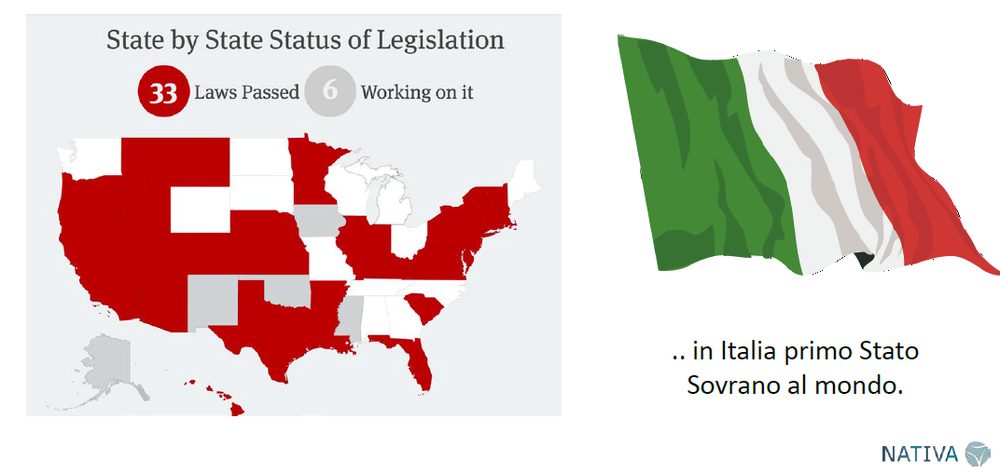 State by State Status of Legislation
33 Laws Passed 6 Working on it
.. in Italia primo Stato
Sovrano al mondo.
NATIVA